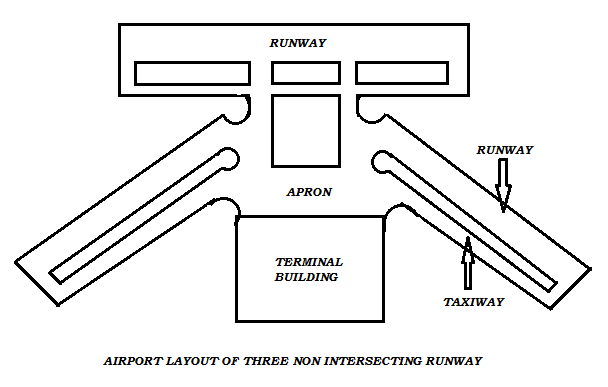 RUNWAY
RUNWAY
APRON
TERMINAL
BUILDING
TAXIWAY
AIRPORT LAYOUT OF THREE NON INTERSECTING RUNWAY